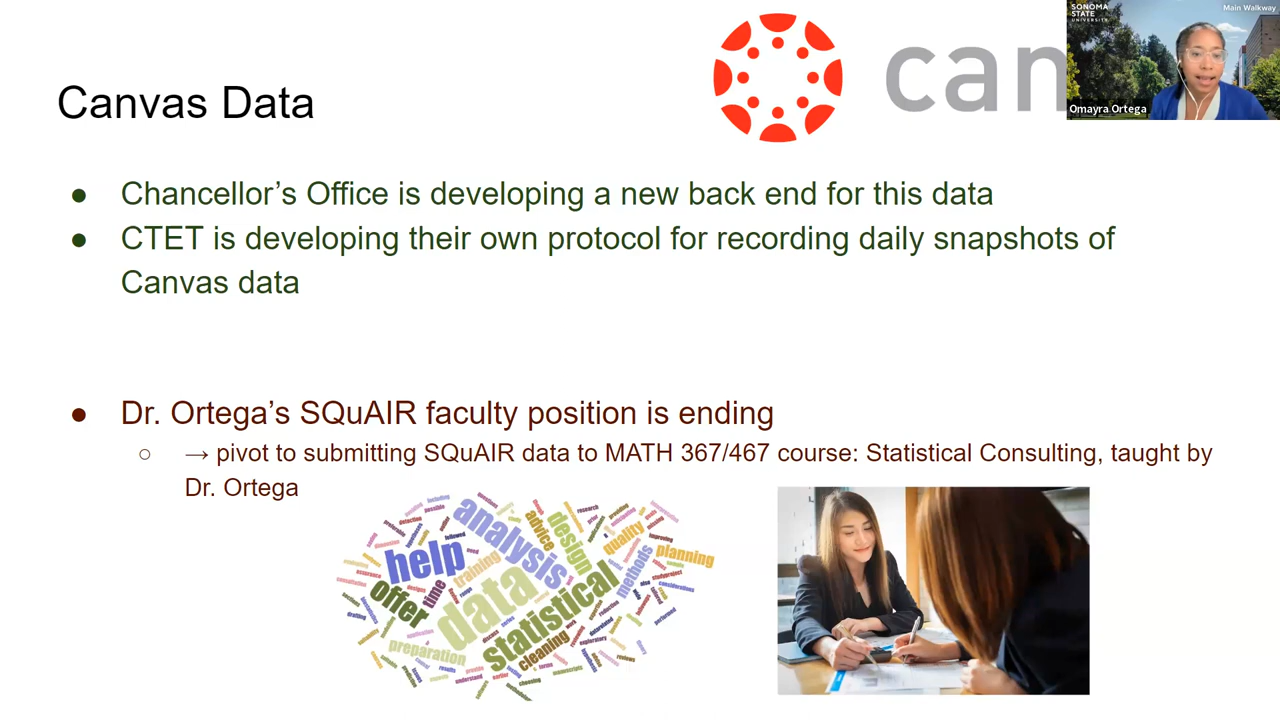 SONOMA
STATE
UNIVERSITY
Main Walkway
can
Omayra Ortega
Canvas Data
● Chancellor’s Office is developing a new back end for this data
● CTET is developing their own protocol for recording daily snapshots of
Canvas data
● Dr. Ortega’s SQuAIR faculty position is ending
○ → pivot to submitting SQuAIR data to MATH 367/467 course: Statistical Consulting, taught by
Dr. Ortega
analysis
help
advice
design
quality
planning
methods
training
offer
time
data
statistical
cleaning
preparation